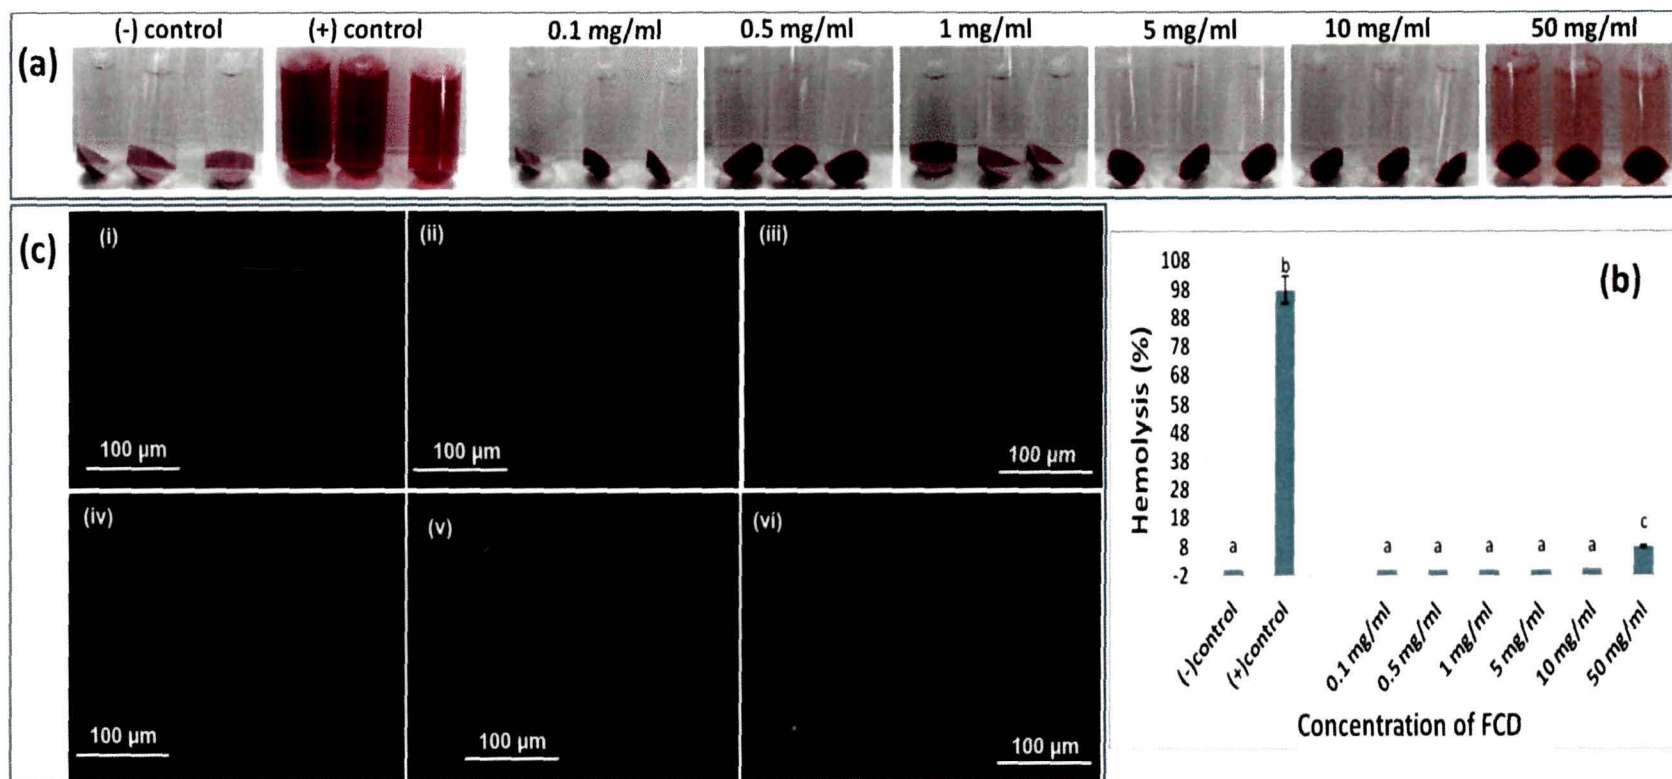 (a)
(-) control
(+) control
0.1 mg/ml
0.5 mg/ml
1 mg/ml
5 mg/ml
10 mg/ml
50 mg/ml
(c)
(i)
100 µm
(ii)
100 µm
(iii)
100 µm
(iv)
100 µm
(v)
100 µm
(vi)
100 µm
(b)
Hemolysis (%)
108
98
88
78
68
58
48
38
28
18
8
-2
a
b
a
a
a
a
a
c
(-)control
(+)control
0.1 mg/ml
0.5 mg/ml
1 mg/ml
5 mg/ml
10 mg/ml
50 mg/ml
Concentration of FCD